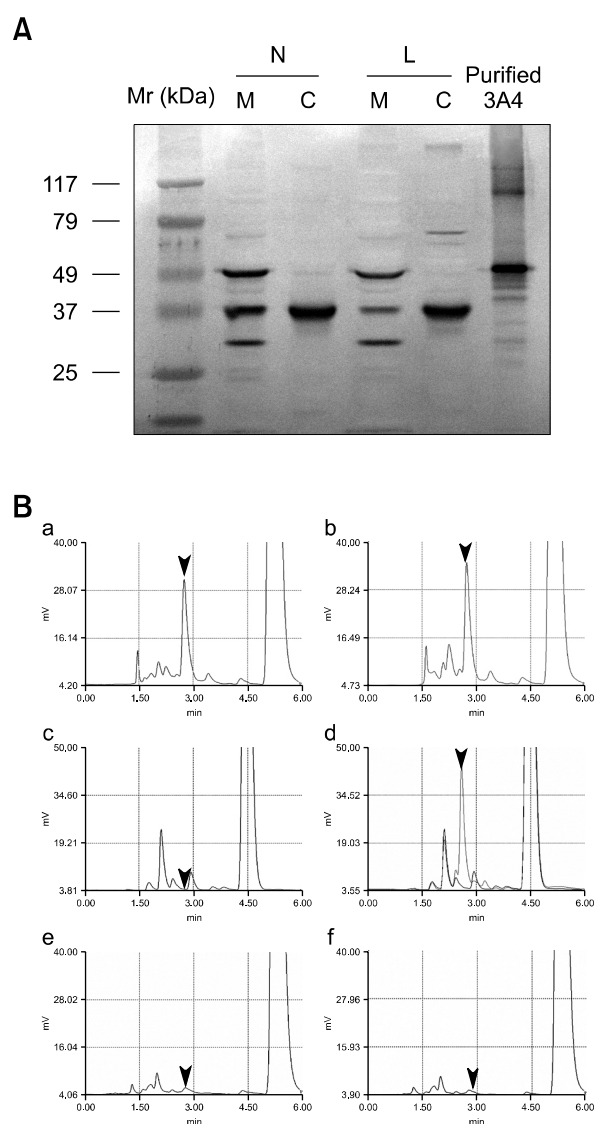 A
N L Purified
Mr (kDa) M C M C 3A4
117
79
49
37
25
B
a b
40,00 40,00
28.07 28.24
mV mV
16.14 16.49
4.20 4.73
0.00 1.50 3.00 4.50 6.00 0.00 1.50 3.00 4.50 6.00
min min
c d
50,00 50,00
34.60 34.52
mV mV
19.21 19.03
3.81 3.55
0.00 1.50 3.00 4.50 6.00 0.00 1.50 3.00 4.50 6.00
min min
e f
40.00 40,00
28.02 27.96
mV mV
16.04 15.93
4,06 3.90
0.00 1.50 3.00 4.50 6.00 0.00 1.50 3.00 4.50 6.00
min min